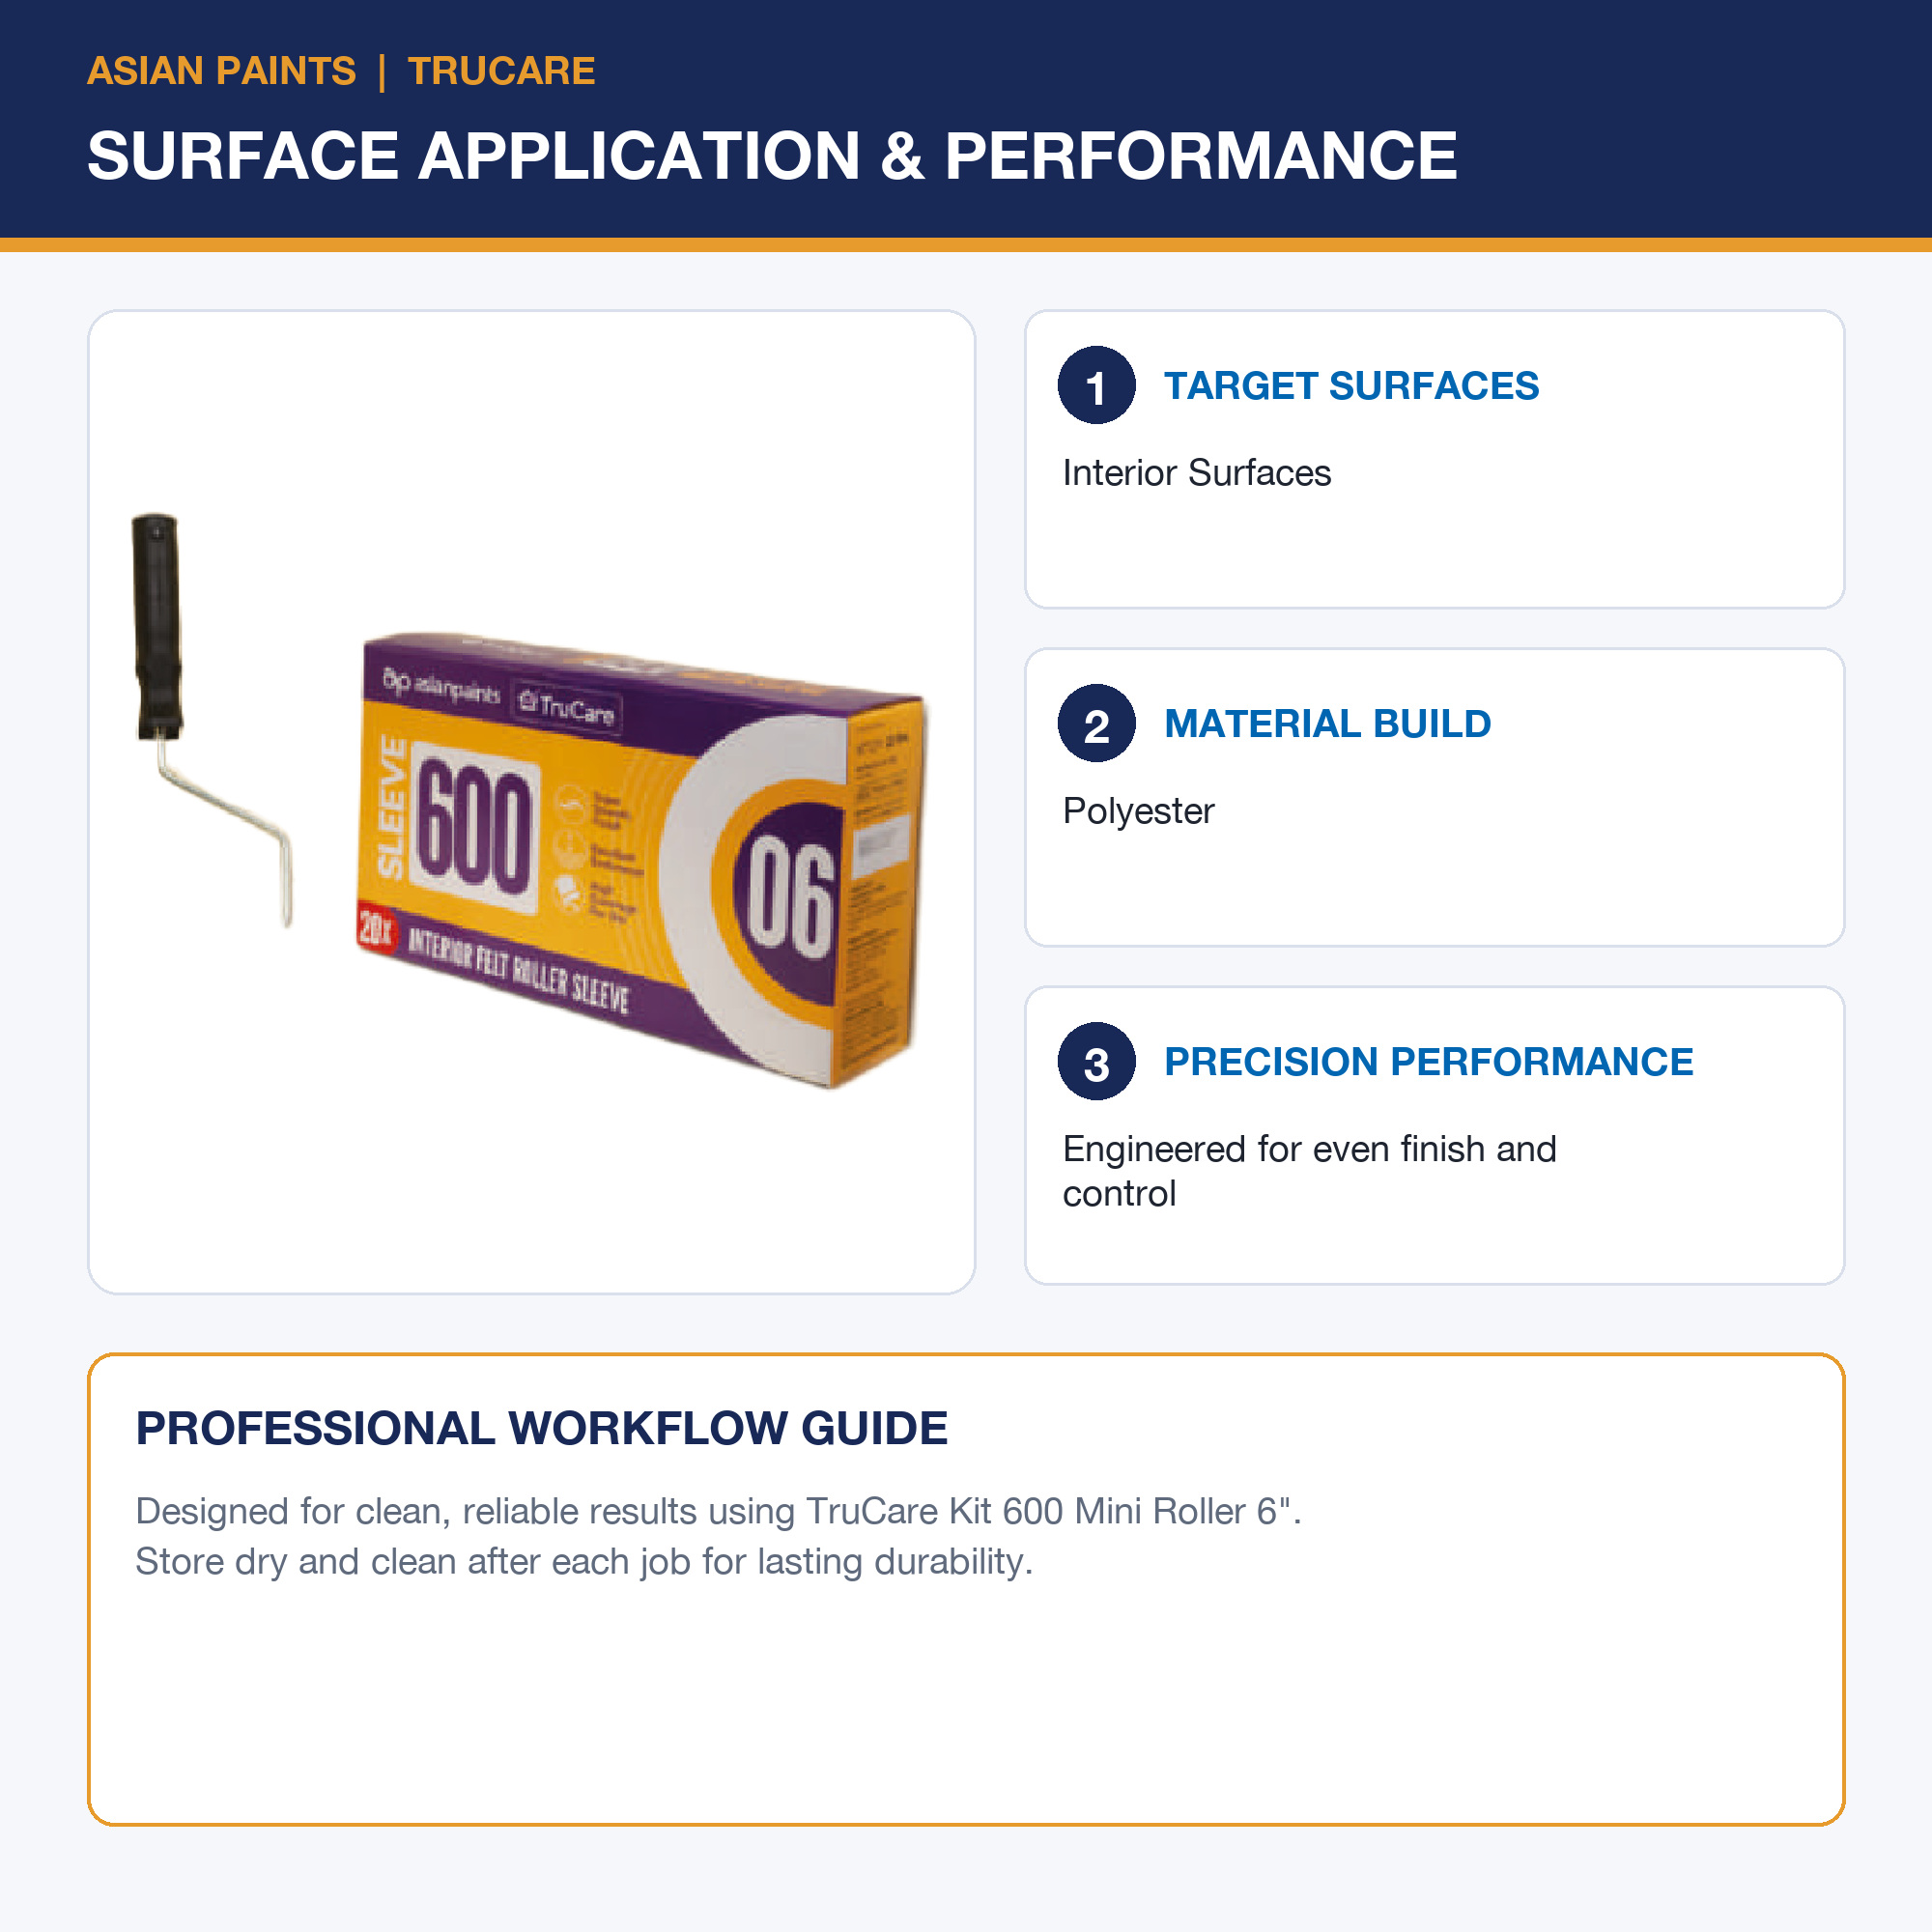 ASIAN PAINTS | TRUCARE
SURFACE APPLICATION & PERFORMANCE
ap asianpaints TruCare
SLEEVE
600
06
20X
INTERIOR FELT ROLLER SLEEVE
1 TARGET SURFACES
Interior Surfaces
2 MATERIAL BUILD
Polyester
3 PRECISION PERFORMANCE
Engineered for even finish and
control
PROFESSIONAL WORKFLOW GUIDE
Designed for clean, reliable results using TruCare Kit 600 Mini Roller 6".
Store dry and clean after each job for lasting durability.